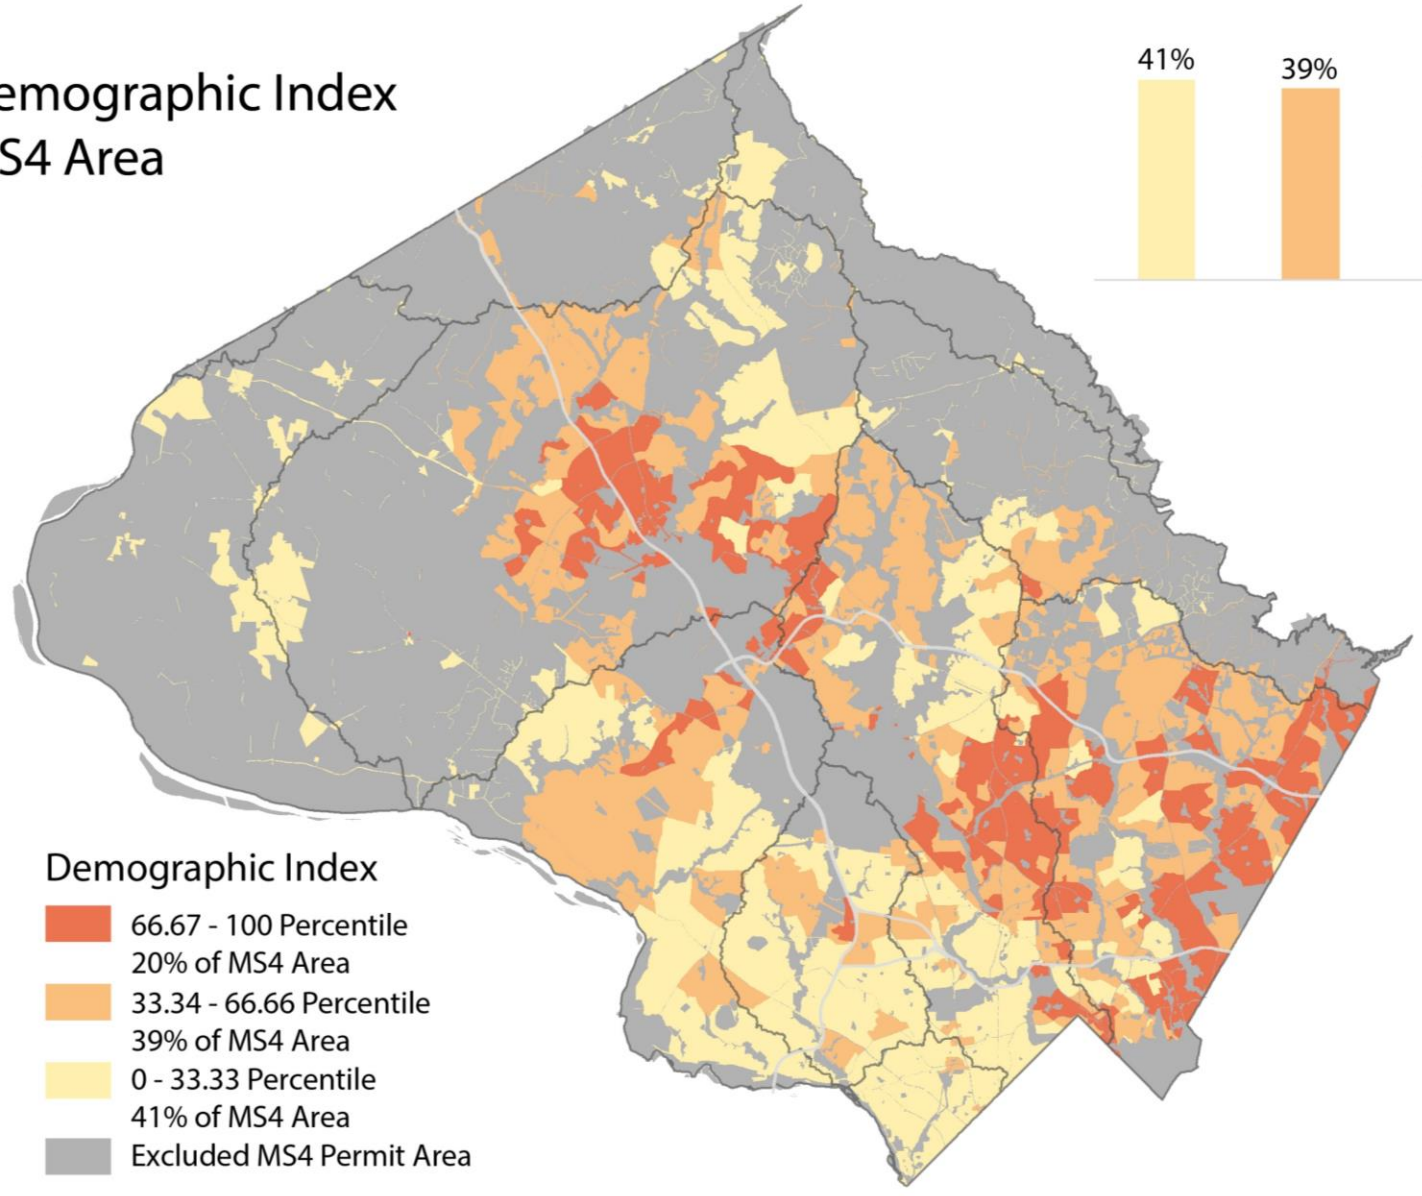 emographic Index
S4 Area
41%
39%
Demographic Index
66.67 - 100 Percentile
20% of MS4 Area
33.34 - 66.66 Percentile
39% of MS4 Area
0 - 33.33 Percentile
41% of MS4 Area
Excluded MS4 Permit Area